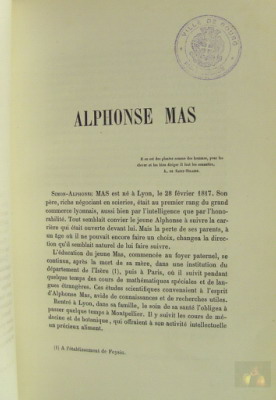 VILLE DE BOURG
ALPHONSE MAS
Il en est des plantes comme des hommes, pour les
élever et les bien diriger il faut les connaître.
Simon-Alphonse MAS est né à Lyon, le 28 février 1817. Son
père, riche négociant en soieries, était au premier rang du grand
commerce lyonnais, aussi bien par l'intelligence que par l'hono-
rabilité. Tout semblait convier le jeune Alphonse à suivre la car-
rière qui était ouverte devant lui. Mais la perte de ses parents, à
un âge où il ne pouvait encore faire un choix, changea la direc-
tion qu'il semblait naturel de lui faire suivre.
L'éducation du jeune Mas, commencée au foyer paternel, se
continua, après la mort de sa mère, dans une institution du
département de l'Isère (1), puis à Paris, où il suivit pendant
quelque temps des cours de mathématiques spéciales et de lan-
gues étrangères. Ces études scientifiques convenaient à l'esprit
d'Alphonse Mas, avide de connaissances et de recherches utiles.
Rentré à Lyon, dans sa famille, le soin de sa santé l'obligea à
passer quelque temps à Montpellier. Il y suivit les cours de méde-
cine et de botanique, qui offraient à son activité intellectuelle
un précieux aliment.
(1) A l'établissement de